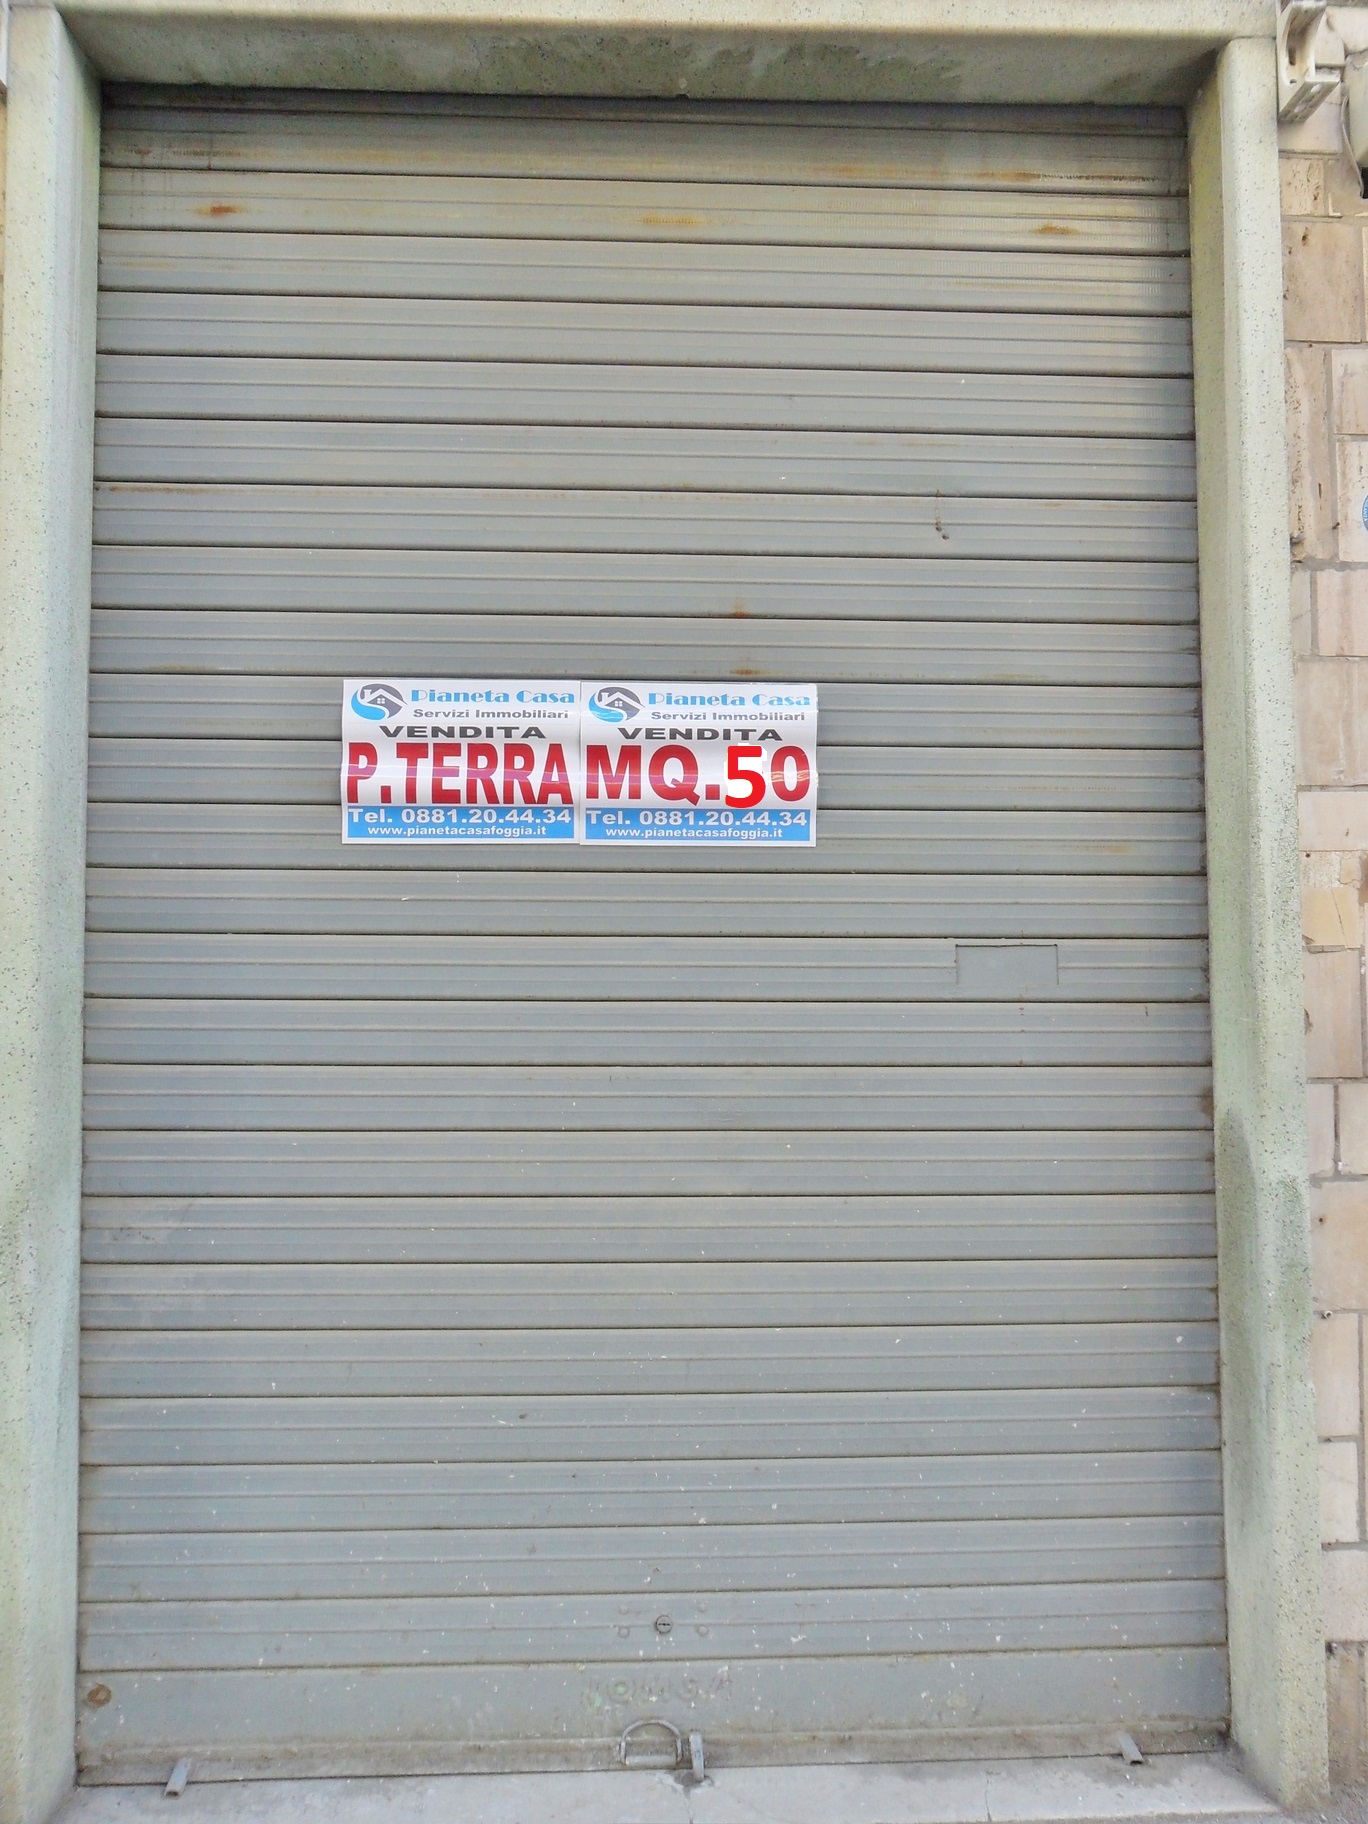 Pianeta Casa
Servizi Immobiliari
VENDITA
P.TERRA
Tel. 0881.20.44.34
www.pianetacasafoggia.it
Pianeta Casa
Servizi Immobiliari
VENDITA
MQ.50
Tel. 0881.20.44.34
www.pianetacasafoggia.it